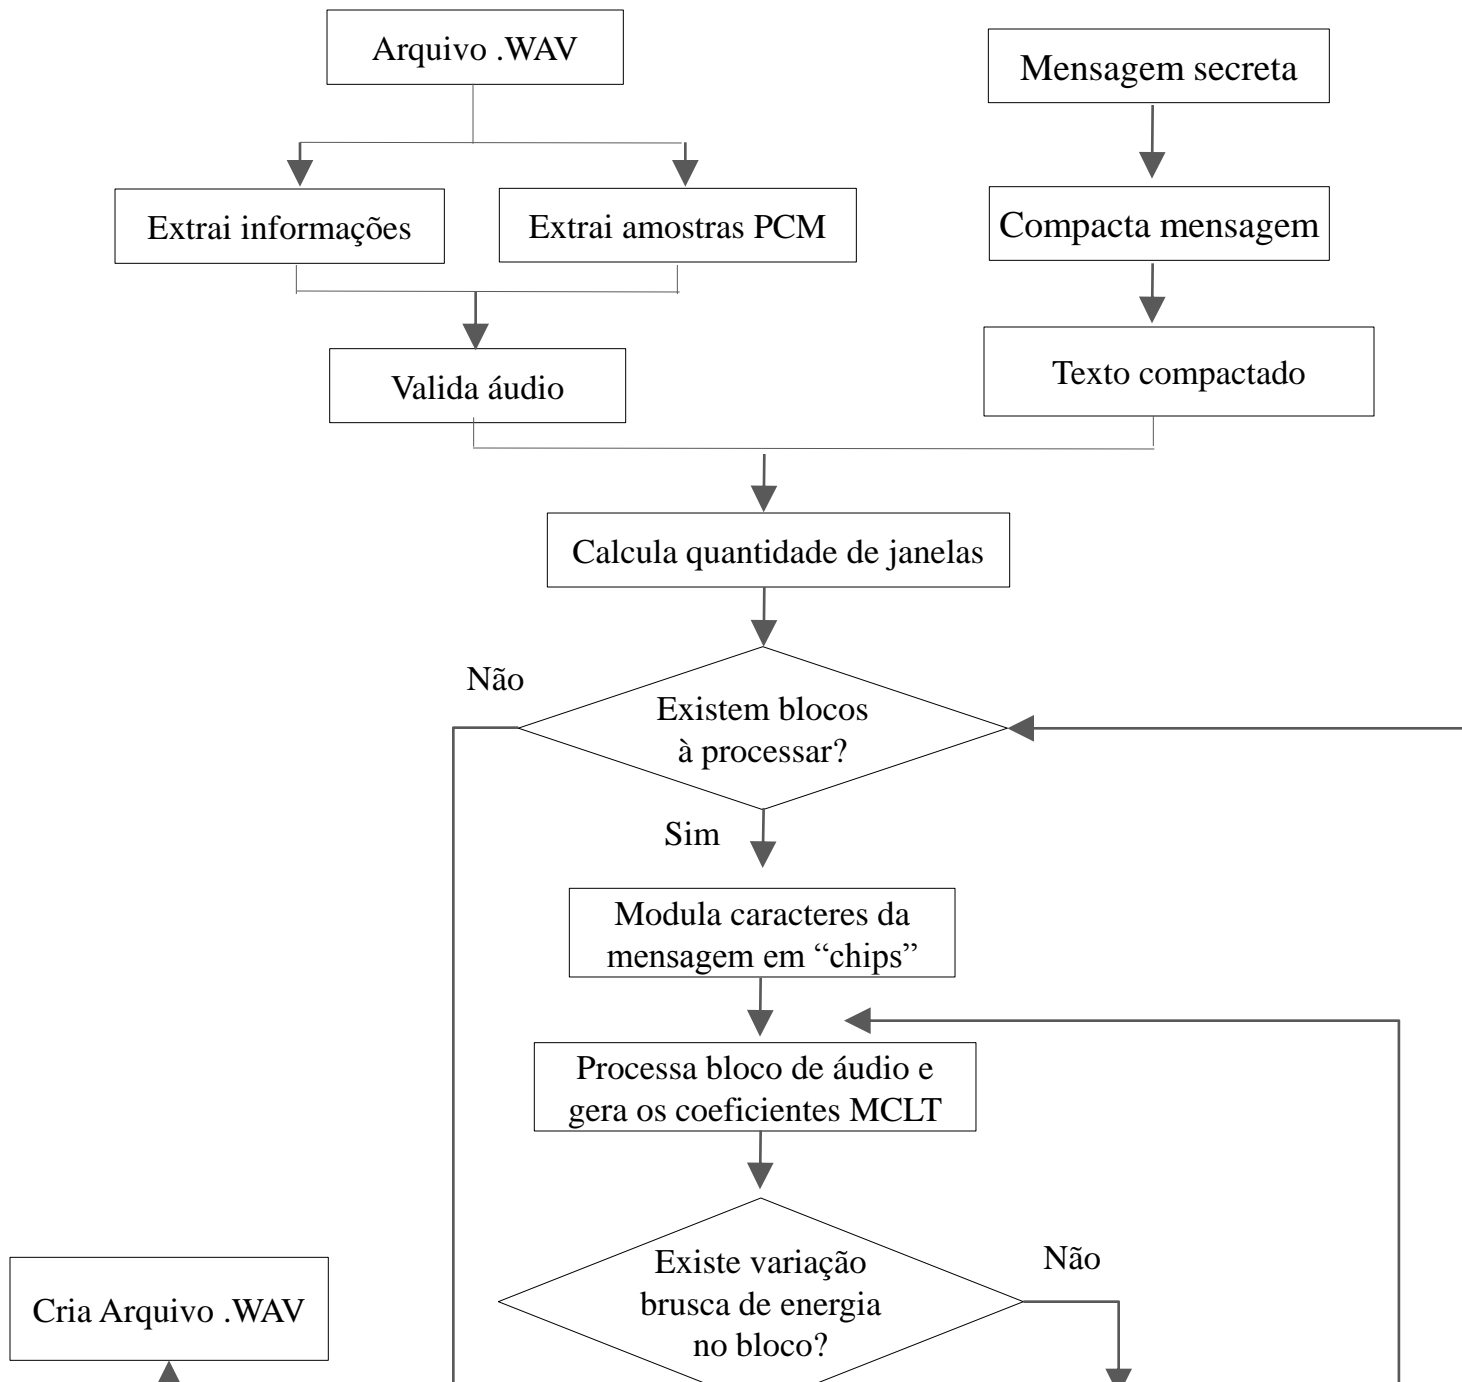 Arquivo .WAV
Mensagem secreta
Extrai informações
Extrai amostras PCM
Compacta mensagem
Valida áudio
Texto compactado
Calcula quantidade de janelas
Não
Existem blocos
à processar?
Sim
Modula caracteres da
mensagem em “chips”
Processa bloco de áudio e
gera os coeficientes MCLT
Existe variação
brusca de energia
no bloco?
Não
Cria Arquivo .WAV